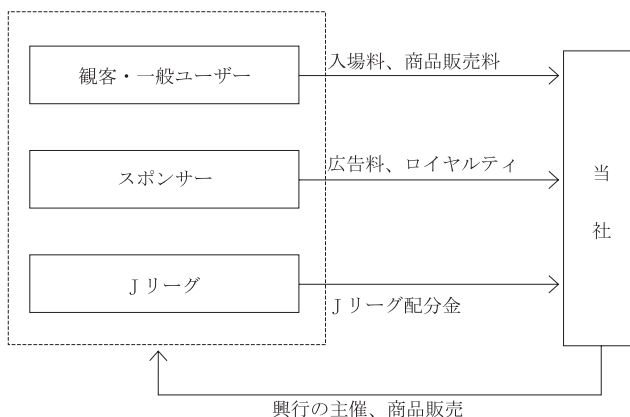 観客・一般ユーザー
入場料、商品販売料
スポンサー
広告料、ロイヤルティ
当社
Jリーグ
Jリーグ配分金
興行の主催、商品販売